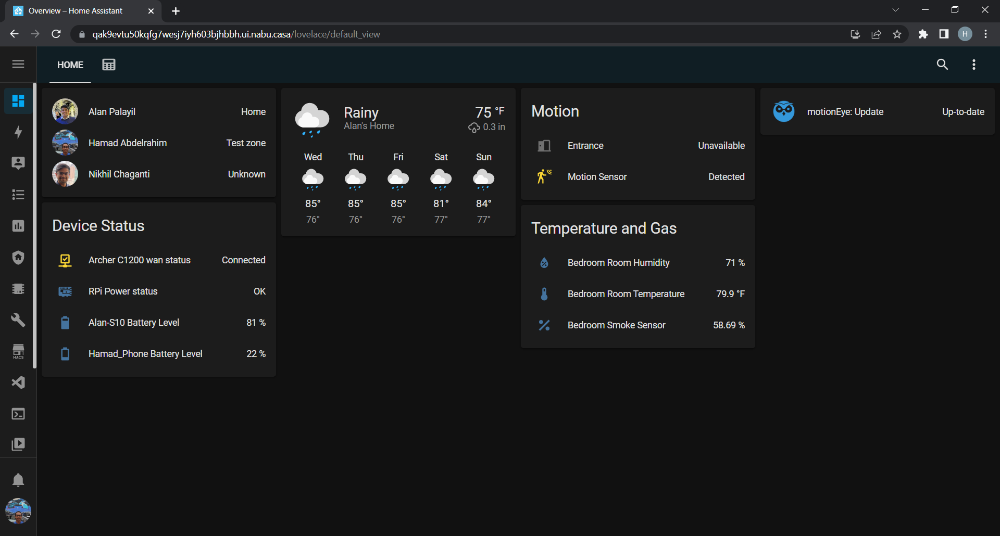 Overview – Home Assistant
qak9evtu50kqfg7wesj7iyh603bjhbbh.ui.nabu.casa/lovelace/default_view
H
HOME
Alan Palayil Home
Hamad Abdelrahim Test zone
Nikhil Chaganti Unknown
Device Status
Archer C1200 wan status Connected
RPi Power status OK
Alan-S10 Battery Level 81 %
Hamad_Phone Battery Level 22 %
Rainy 75 °F
Alan's Home 0.3 in
Wed Thu Fri Sat Sun
85° 85° 85° 81° 84°
76° 76° 76° 77° 77°
Motion
Entrance Unavailable
Motion Sensor Detected
Temperature and Gas
Bedroom Room Humidity 71 %
Bedroom Room Temperature 79.9 °F
Bedroom Smoke Sensor 58.69 %
motionEye: Update Up-to-date
HACS